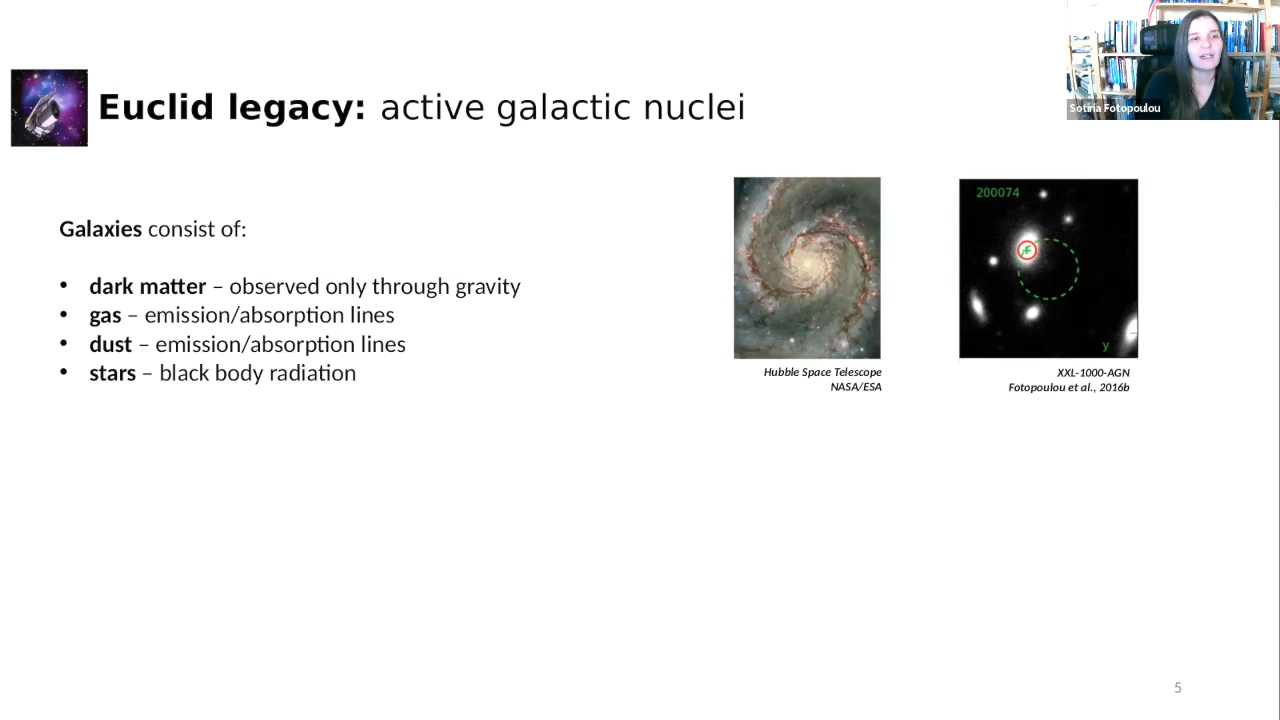 Sotiria Fotopoulou
Euclid legacy: active galactic nuclei
Galaxies consist of:
• dark matter – observed only through gravity
• gas – emission/absorption lines
• dust – emission/absorption lines
• stars – black body radiation
Hubble Space Telescope
NASA/ESA
200074
y
XXL-1000-AGN
Fotopoulou et al., 2016b
5